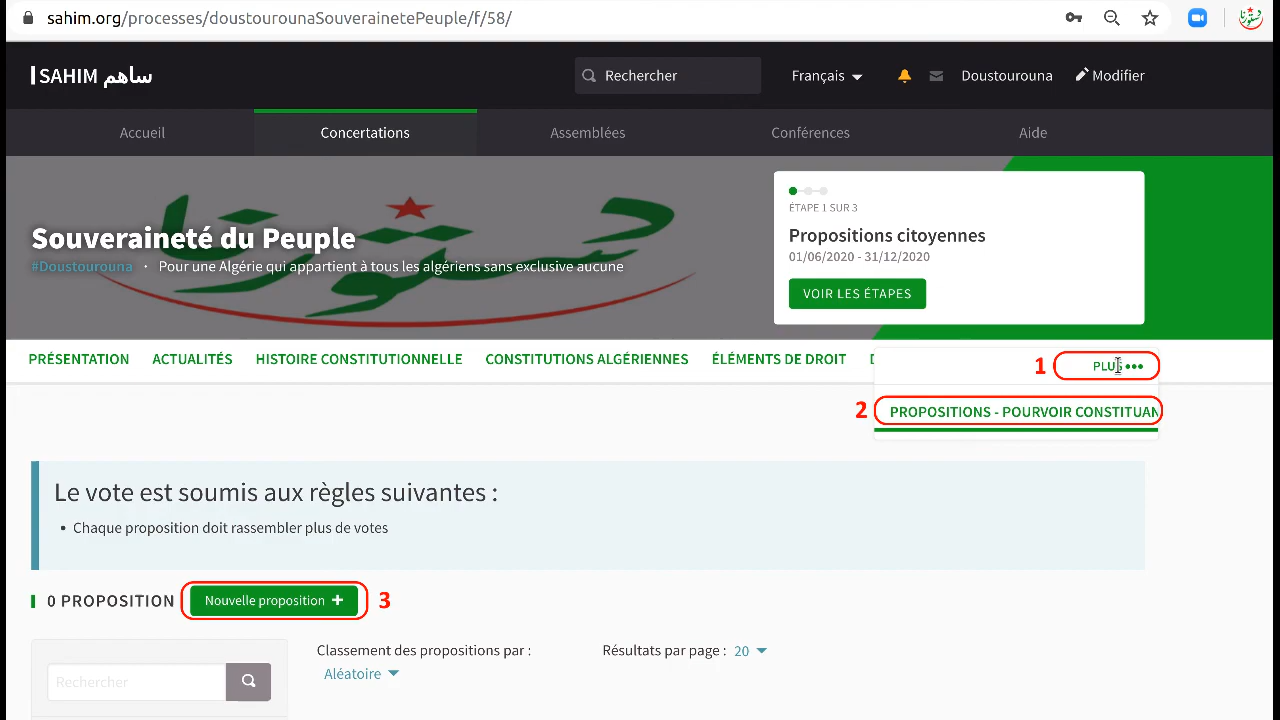 sahim.org/processes/doustourounaSouverainetePeuple/f/58/
دستورنا
SAHIM ساهم
Rechercher
Français
Doustourouna
Modifier
Accueil
Concertations
Assemblées
Conférences
Aide
دستورنا
Souveraineté du Peuple
#Doustourouna · Pour une Algérie qui appartient à tous les algériens sans exclusive aucune
ÉTAPE 1 SUR 3
Propositions citoyennes
01/06/2020 - 31/12/2020
VOIR LES ÉTAPES
PRÉSENTATION
ACTUALITÉS
HISTOIRE CONSTITUTIONNELLE
CONSTITUTIONS ALGÉRIENNES
ÉLÉMENTS DE DROIT
1
PLUS •••
2
PROPOSITIONS - POURVOIR CONSTITUAN
Le vote est soumis aux règles suivantes :
• Chaque proposition doit rassembler plus de votes
0 PROPOSITION
Nouvelle proposition +
3
Classement des propositions par :
Aléatoire
Résultats par page : 20
Rechercher